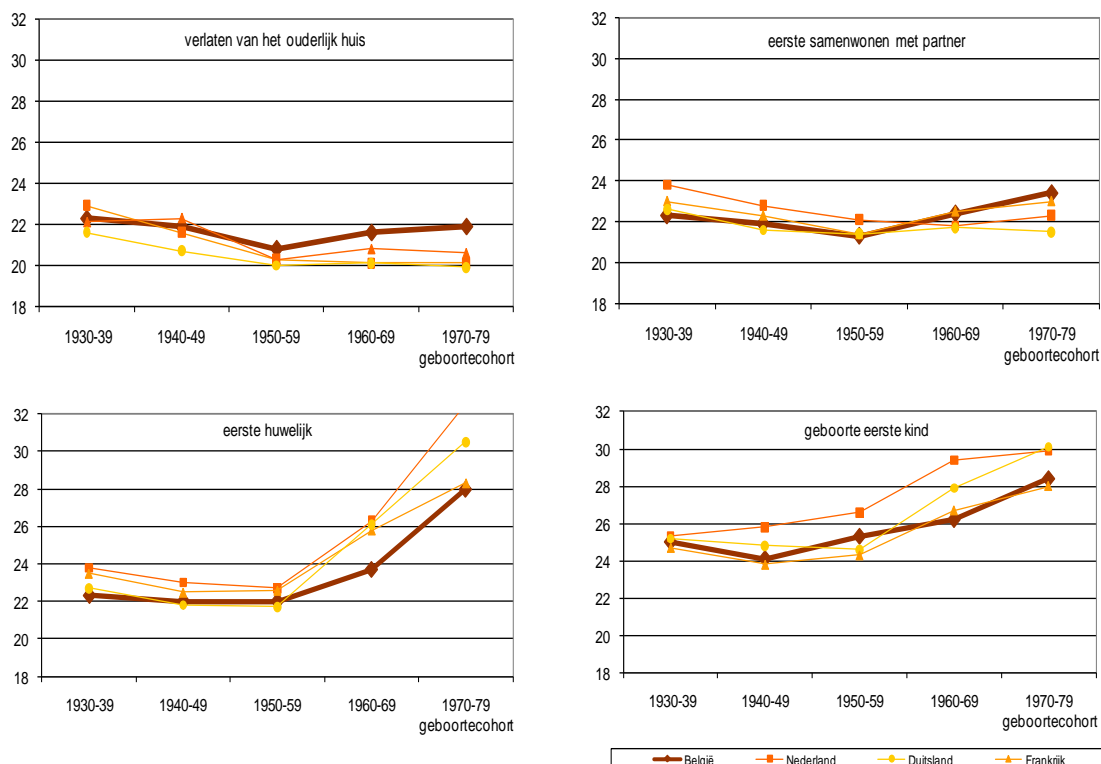 verlaten van het ouderlijk huis
32
30
28
26
24
22
20
18
1930-39 1940-49 1950-59 1960-69 1970-79
geboortecohort
eerste samenwonen met partner
32
30
28
26
24
22
20
18
1930-39 1940-49 1950-59 1960-69 1970-79
geboortecohort
eerste huwelijk
32
30
28
26
24
22
20
18
1930-39 1940-49 1950-59 1960-69 1970-79
geboortecohort
geboorte eerste kind
32
30
28
26
24
22
20
18
1930-39 1940-49 1950-59 1960-69 1970-79
geboortecohort
België Nederland Duitsland Frankrijk